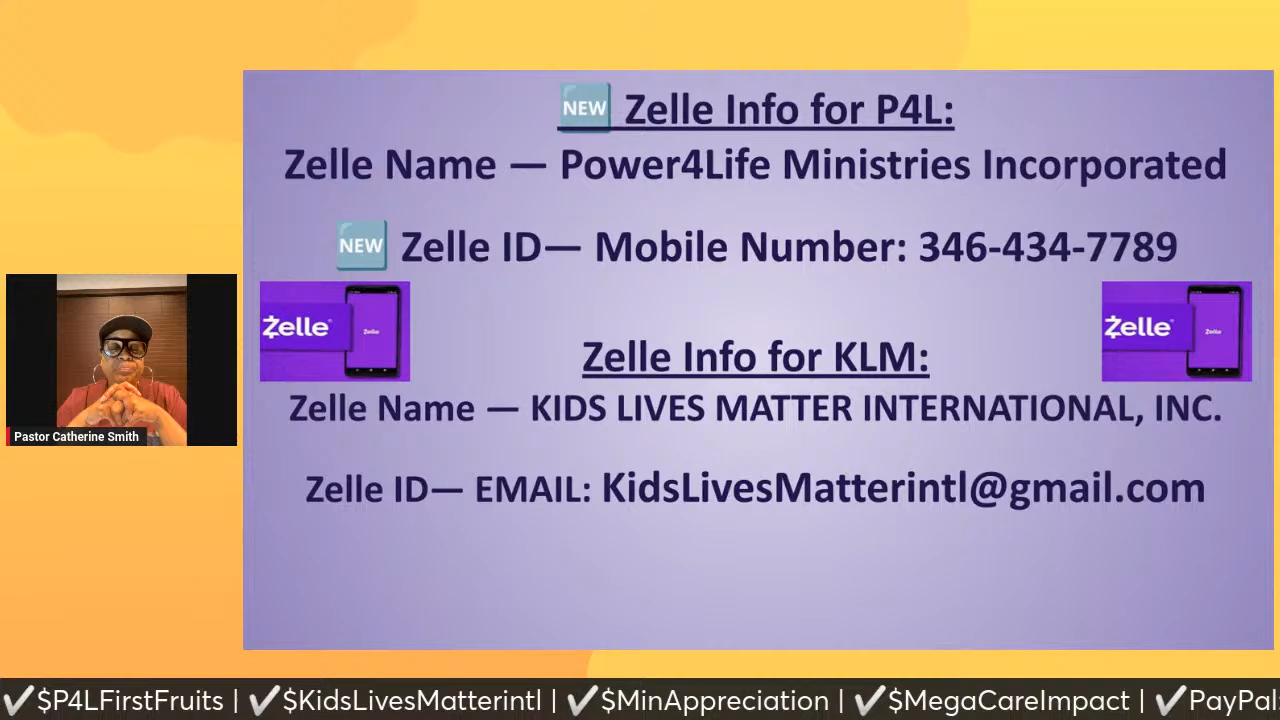 🆕 Zelle Info for P4L:
Zelle Name — Power4Life Ministries Incorporated
🆕 Zelle ID— Mobile Number: 346-434-7789
Zelle
Zelle
Zelle
Zelle
Zelle Info for KLM:
Zelle Name — KIDS LIVES MATTER INTERNATIONAL, INC.
Zelle ID— EMAIL: KidsLivesMatterintl@gmail.com
Pastor Catherine Smith
✔$P4LFirstFruits | ✔$KidsLivesMatterintl | ✔$MinAppreciation | ✔$MegaCareImpact | ✔PayPal